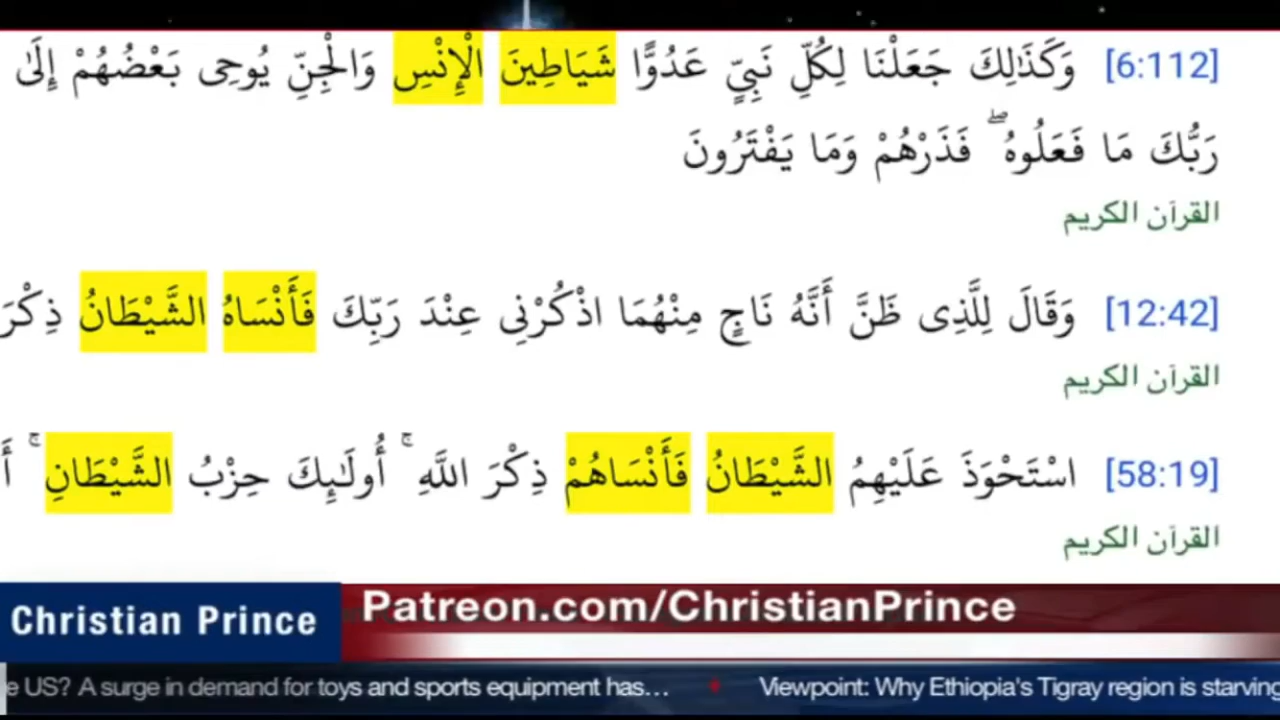 [6:112] وَكَذَٰلِكَ جَعَلْنَا لِكُلِّ نَبِيٍّ عَدُوًّا شَيَاطِينَ الْإِنْسِ وَالْجِنِّ يُوحِى بَعْضُهُمْ إِلَىٰ
رَبُّكَ مَا فَعَلُوهُ ۖ فَذَرْهُمْ وَمَا يَفْتَرُونَ
القرآن الكريم
[12:42] وَقَالَ لِلَّذِى ظَنَّ أَنَّهُ نَاجٍ مِنْهُمَا اذْكُرْنِى عِنْدَ رَبِّكَ فَأَنْسَاهُ الشَّيْطَانُ ذِكْرَ
القرآن الكريم
[58:19] اسْتَحْوَذَ عَلَيْهِمُ الشَّيْطَانُ فَأَنْسَاهُمْ ذِكْرَ اللَّهِ ۚ أُولَـٰئِكَ حِزْبُ الشَّيْطَانِ ۚ
القرآن الكريم
Patreon.com/ChristianPrince
Christian Prince
e US? A surge in demand for toys and sports equipment has... Viewpoint: Why Ethiopia's Tigray region is starving